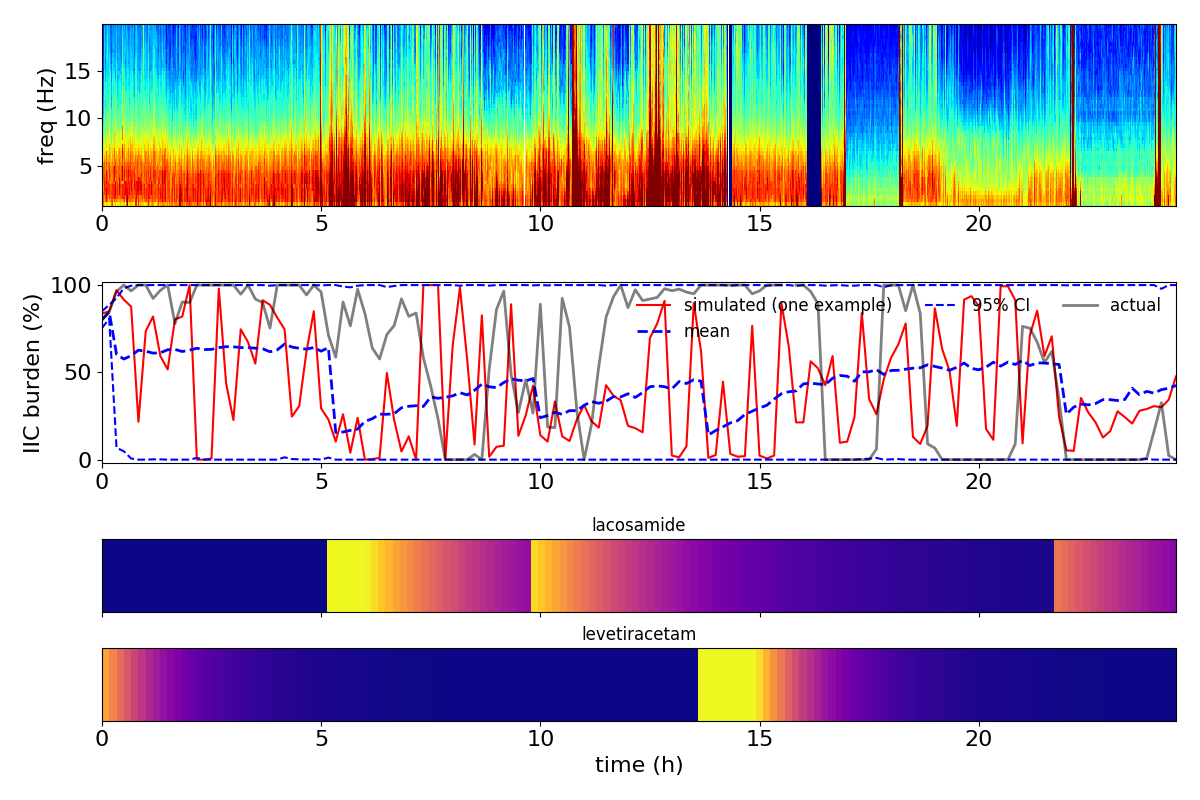 freq (Hz)
15
10
5
0 5 10 15 20
IIC burden (%)
100
50
0
simulated (one example) 95% CI actual
mean
0 5 10 15 20
lacosamide
levetiracetam
0 5 10 15 20
time (h)